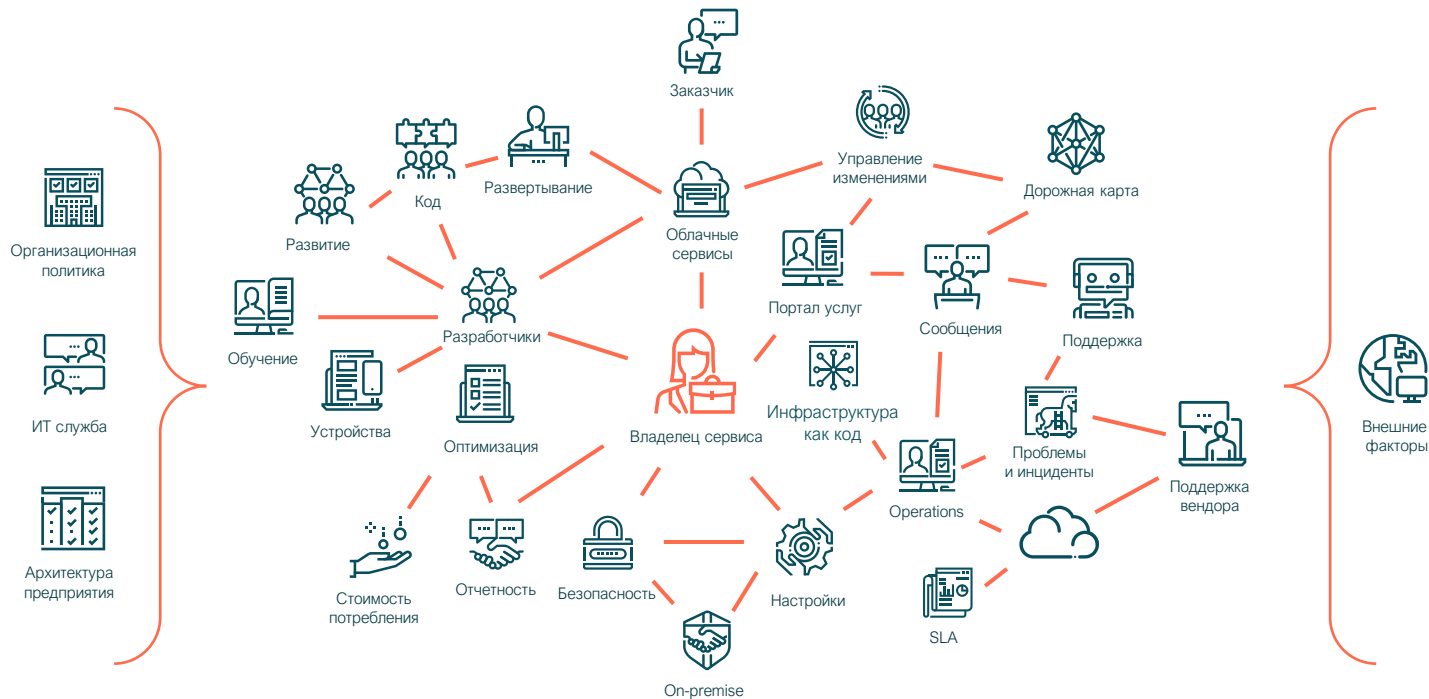 Заказчик
Управление
изменениями
Дорожная карта
Развертывание
Код
Развитие
Облачные
сервисы
Организационная
политика
Портал услуг
Сообщения
Поддержка
Обучение
Разработчики
ИТ служба
Устройства
Оптимизация
Владелец сервиса
Инфраструктура
как код
Проблемы
и инциденты
Внешние
факторы
Поддержка
вендора
Operations
Архитектура
предприятия
Стоимость
потребления
Отчетность
Безопасность
Настройки
SLA
On-premise